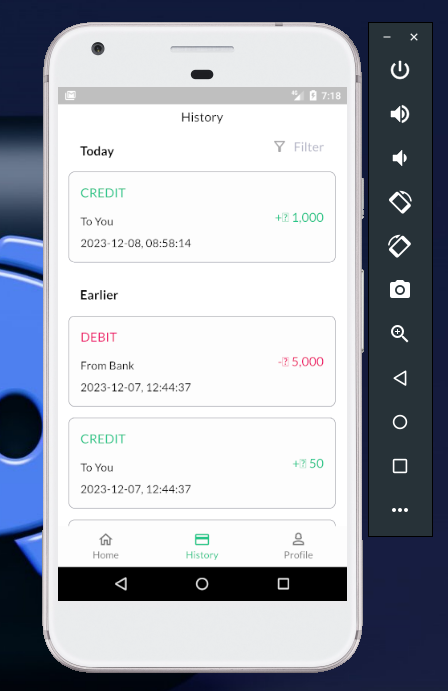 7:18
History
Today
Filter
CREDIT
To You
+⍰ 1,000
2023-12-08, 08:58:14
Earlier
DEBIT
From Bank
-⍰ 5,000
2023-12-07, 12:44:37
CREDIT
To You
+⍰ 50
2023-12-07, 12:44:37
Home
History
Profile